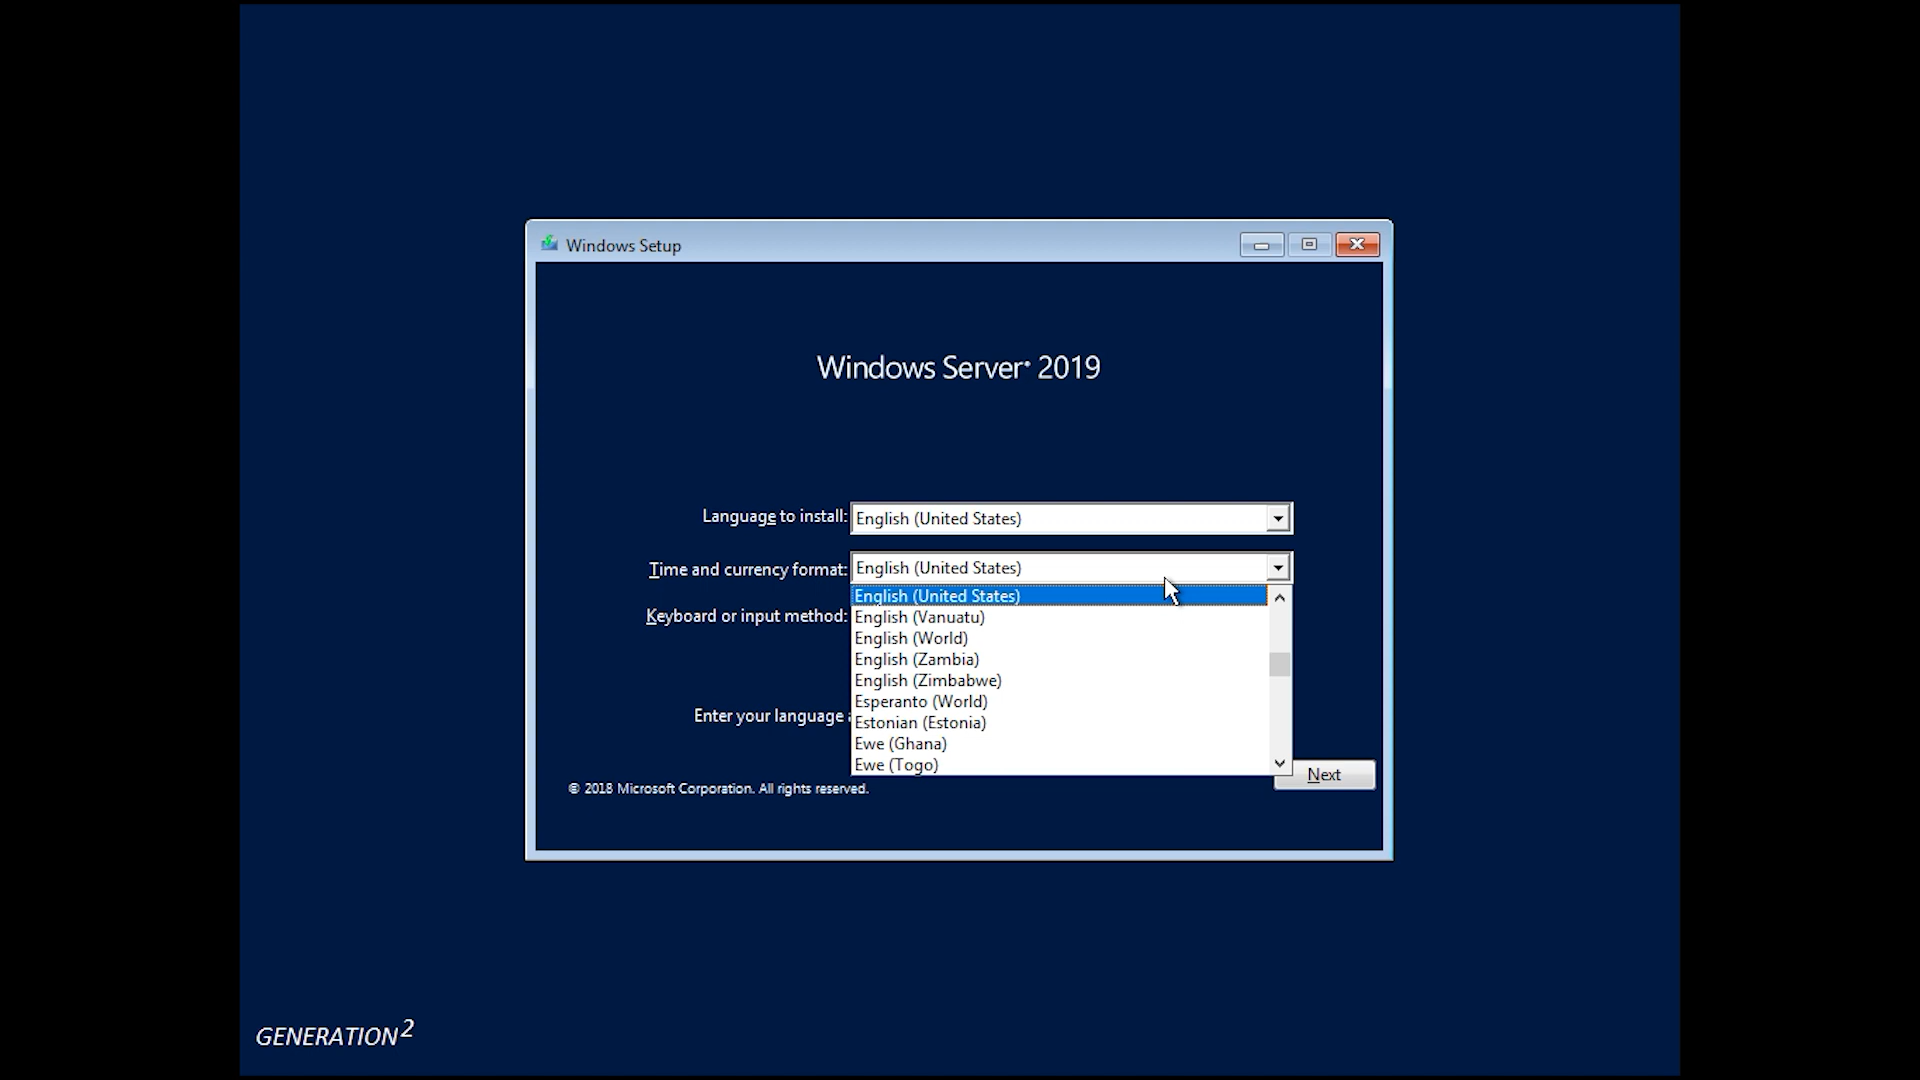 Windows Setup
Windows Server® 2019
Language to install: English (United States)
Time and currency format: English (United States)
English (United States)
Keyboard or input method:
English (Vanuatu)
English (World)
English (Zambia)
English (Zimbabwe)
Esperanto (World)
Enter your language
Estonian (Estonia)
Ewe (Ghana)
Ewe (Togo)
Next
© 2018 Microsoft Corporation. All rights reserved.
GENERATION²